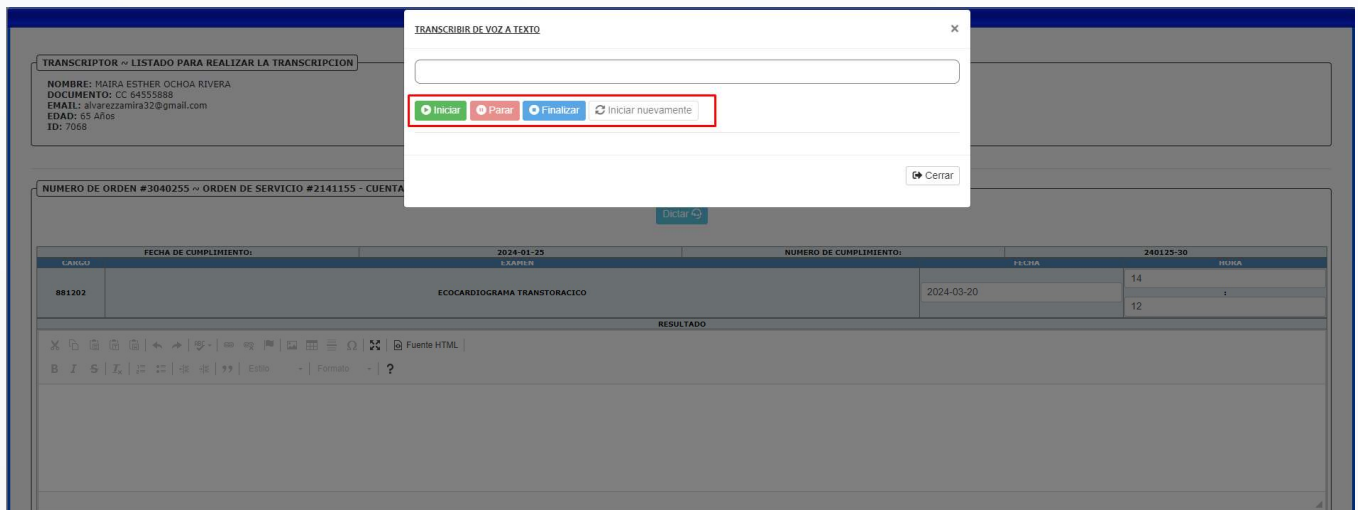 TRANSCRIBIR DE VOZ A TEXTO ×
Iniciar Parar Finalizar Iniciar nuevamente
Cerrar
TRANSCRIPTOR ~ LISTADO PARA REALIZAR LA TRANSCRIPCION
NOMBRE: MAIRA ESTHER OCHOA RIVERA
DOCUMENTO: CC 64555888
EMAIL: alvarezzamira32@gmail.com
EDAD: 65 Años
ID: 7068
NUMERO DE ORDEN #3040255 ~ ORDEN DE SERVICIO #2141155 - CUENTA
Dictar
FECHA DE CUMPLIMIENTO: 2024-01-25 NUMERO DE CUMPLIMIENTO: 240125-30
CARGO EXAMEN FECHA HORA
881202 ECOCARDIOGRAMA TRANSTORACICO 2024-03-20 14
:
12
RESULTADO
Fuente HTML
B I S Estilo Formato ?